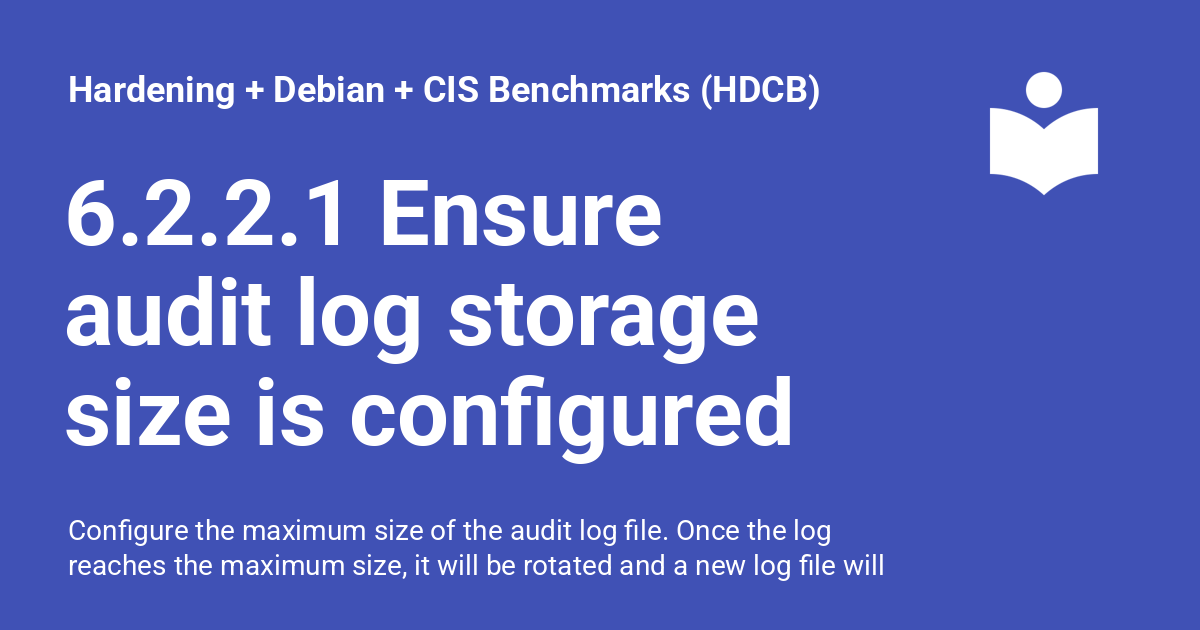 Hardening + Debian + CIS Benchmarks (HDCB)
6.2.2.1 Ensure
audit log storage
size is configured
Configure the maximum size of the audit log file. Once the log
reaches the maximum size, it will be rotated and a new log file will